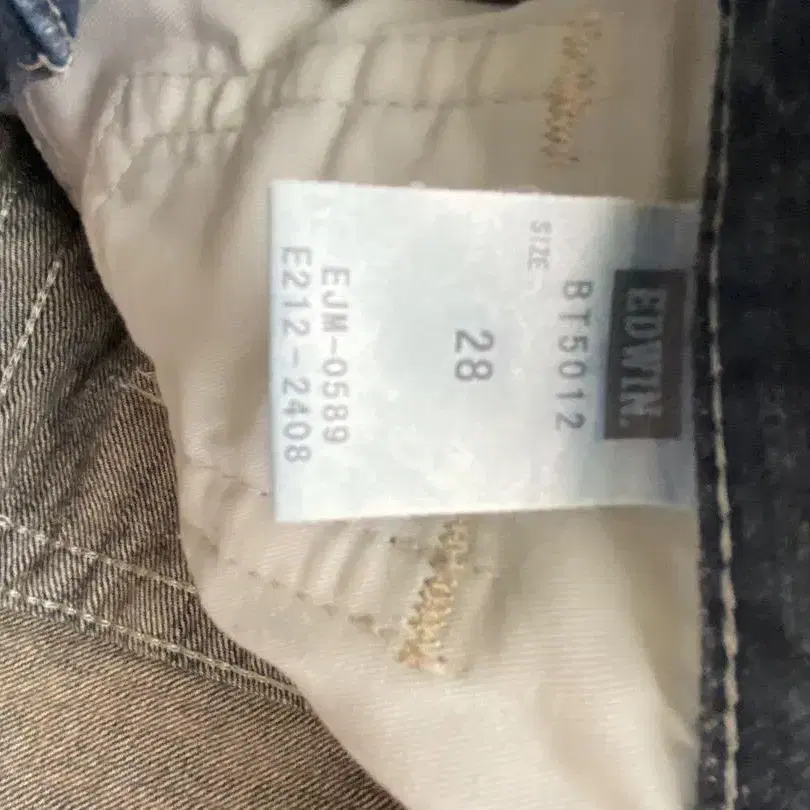 EDWIN.
BT5012
SIZE
28
EJM-0589
E212-2408